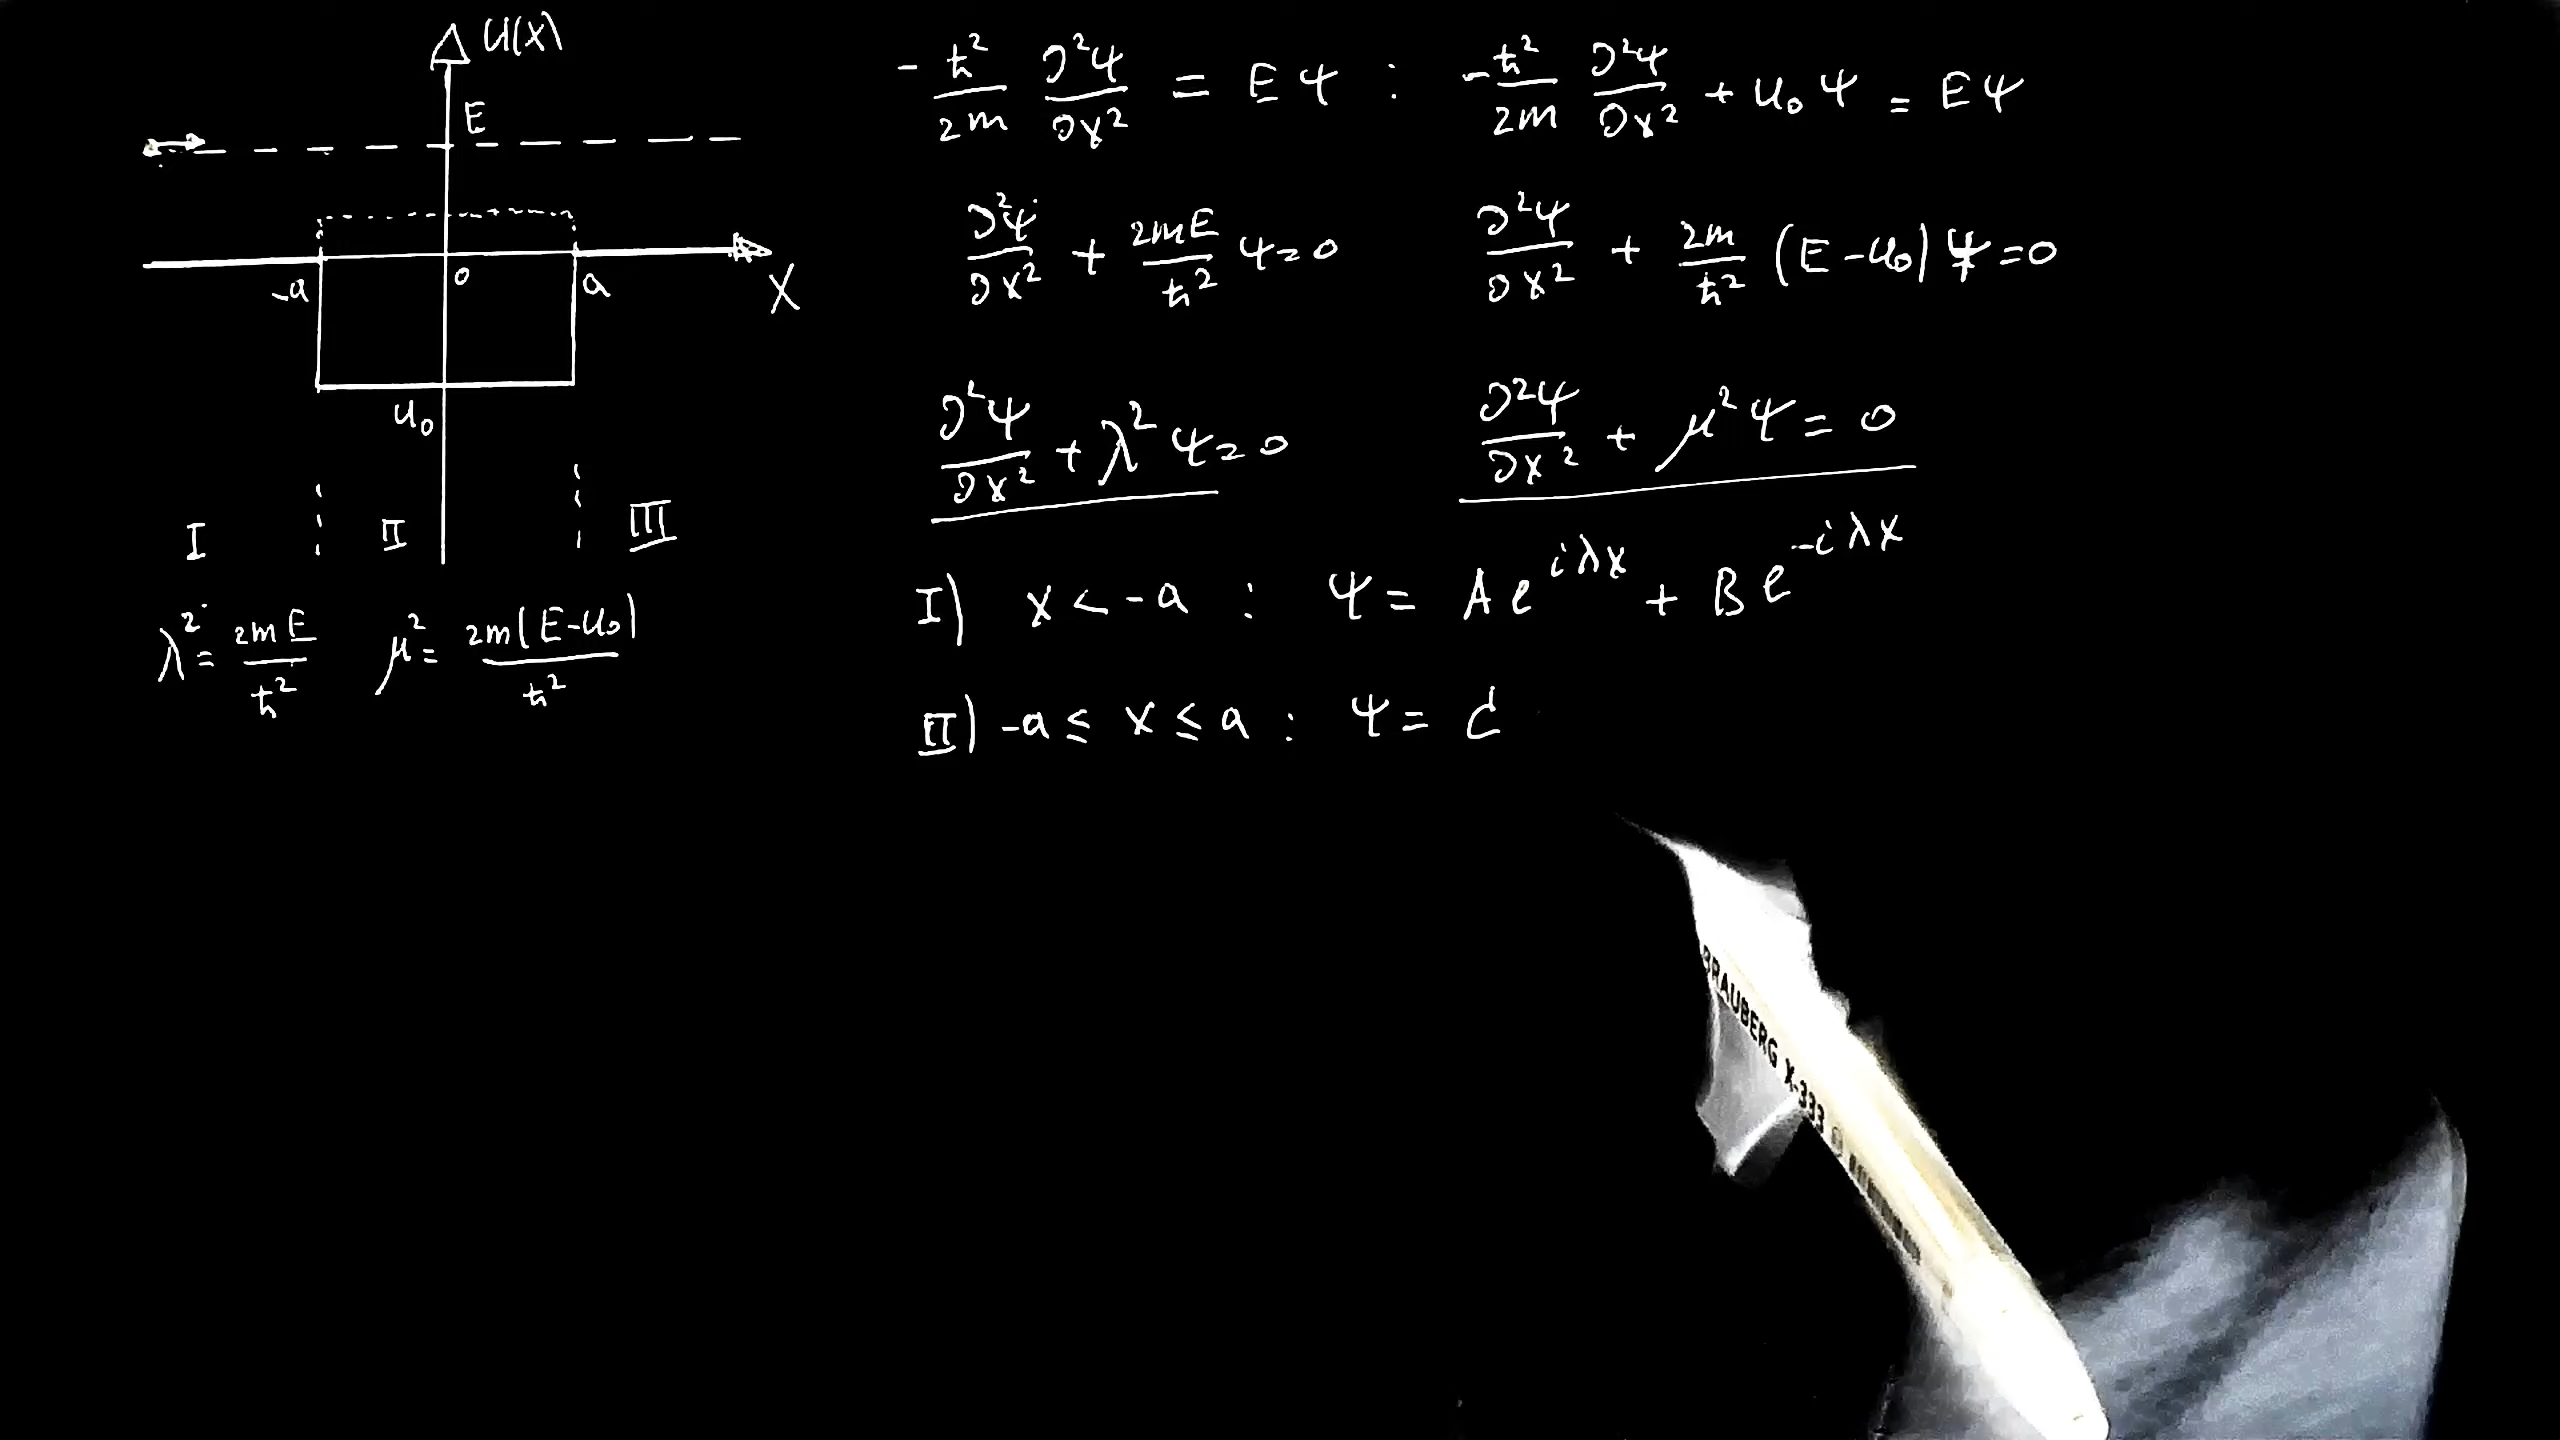 U(x)
E
-a 0 a X
U₀
I II III
λ² = 2mE/ħ² μ² = 2m(E-U₀)/ħ²
-ħ²/2m ∂²Ψ/∂x² = EΨ : -ħ²/2m ∂²Ψ/∂x² + U₀Ψ = EΨ
∂²Ψ/∂x² + 2mE/ħ² Ψ = 0 ∂²Ψ/∂x² + 2m/ħ² (E-U₀)Ψ = 0
∂²Ψ/∂x² + λ²Ψ = 0 ∂²Ψ/∂x² + μ²Ψ = 0
I) x < -a : Ψ = Ae^{iλx} + Be^{-iλx}
II) -a ≤ x ≤ a : Ψ = C
BRAUBERG X-333